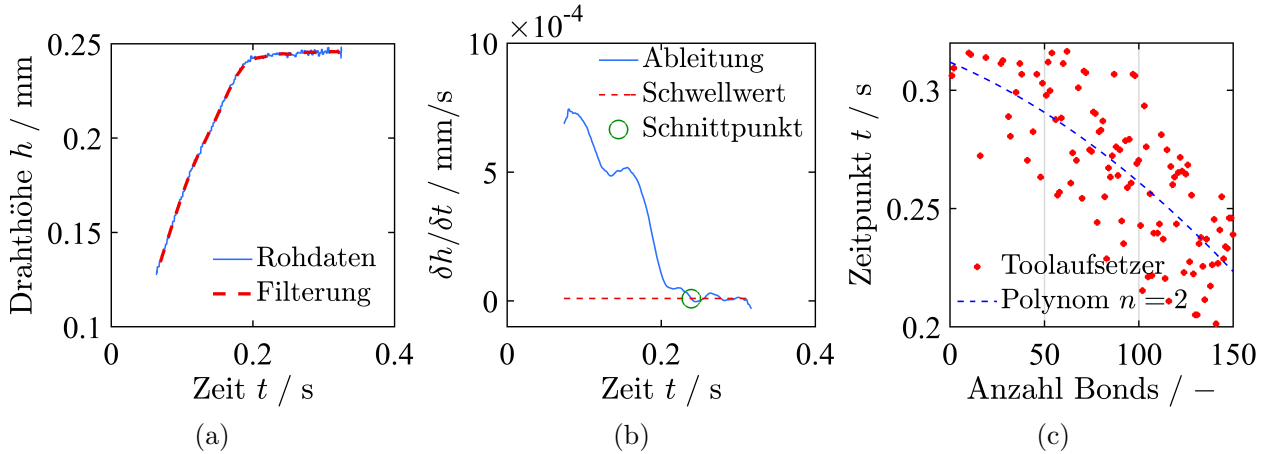 0.25
0.2
0.15
0.1
0
0.2
0.4
Drahthöhe h / mm
Zeit t / s
Rohdaten
Filterung
(a)
×10⁻⁴
10
5
0
0
0.2
0.4
δh/δt / mm/s
Zeit t / s
Ableitung
Schwellwert
Schnittpunkt
(b)
0.3
0.25
0.2
0
50
100
150
Zeitpunkt t / s
Anzahl Bonds / −
Toolaufsetzer
Polynom n = 2
(c)